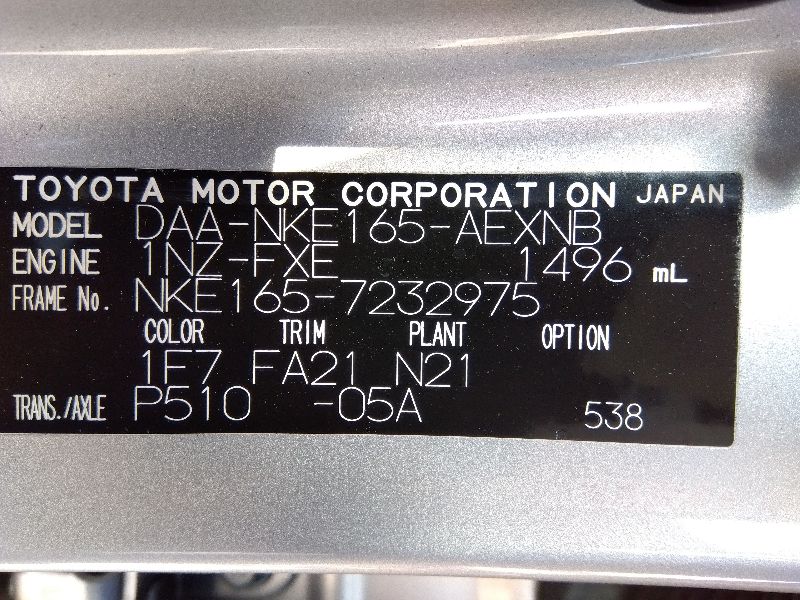 TOYOTA MOTOR CORPORATION JAPAN
MODEL DAA-NKE165-AEXNB
ENGINE 1NZ-FXE 1496 mL
FRAME No. NKE165-7232975
COLOR TRIM PLANT OPTION
1F7 FA21 N21
TRANS./AXLE P510 -05A 538